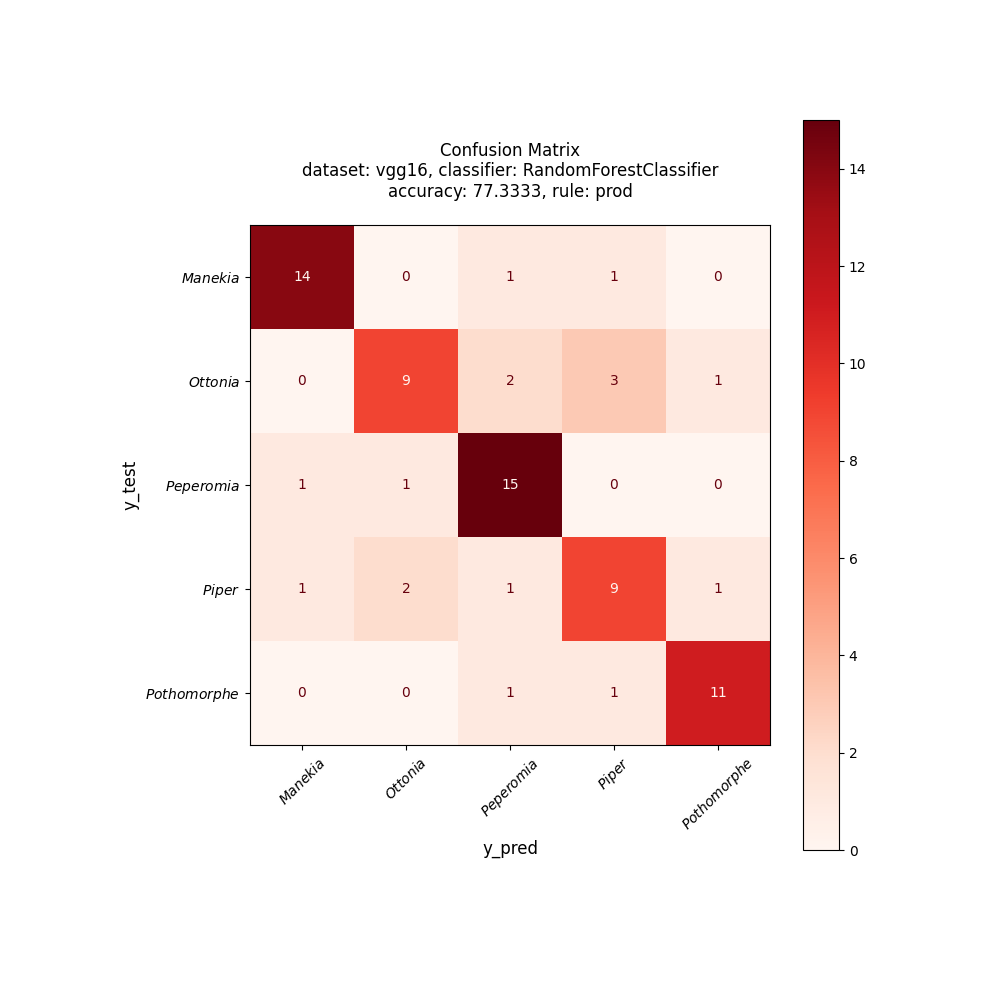 Confusion Matrix
dataset: vgg16, classifier: RandomForestClassifier
accuracy: 77.3333, rule: prod
Manekia 14 0 1 1 0
Ottonia 0 9 2 3 1
Peperomia 1 1 15 0 0
Piper 1 2 1 9 1
Pothomorphe 0 0 1 1 11
Manekia Ottonia Peperomia Piper Pothomorphe
y_test
y_pred
14
12
10
8
6
4
2
0